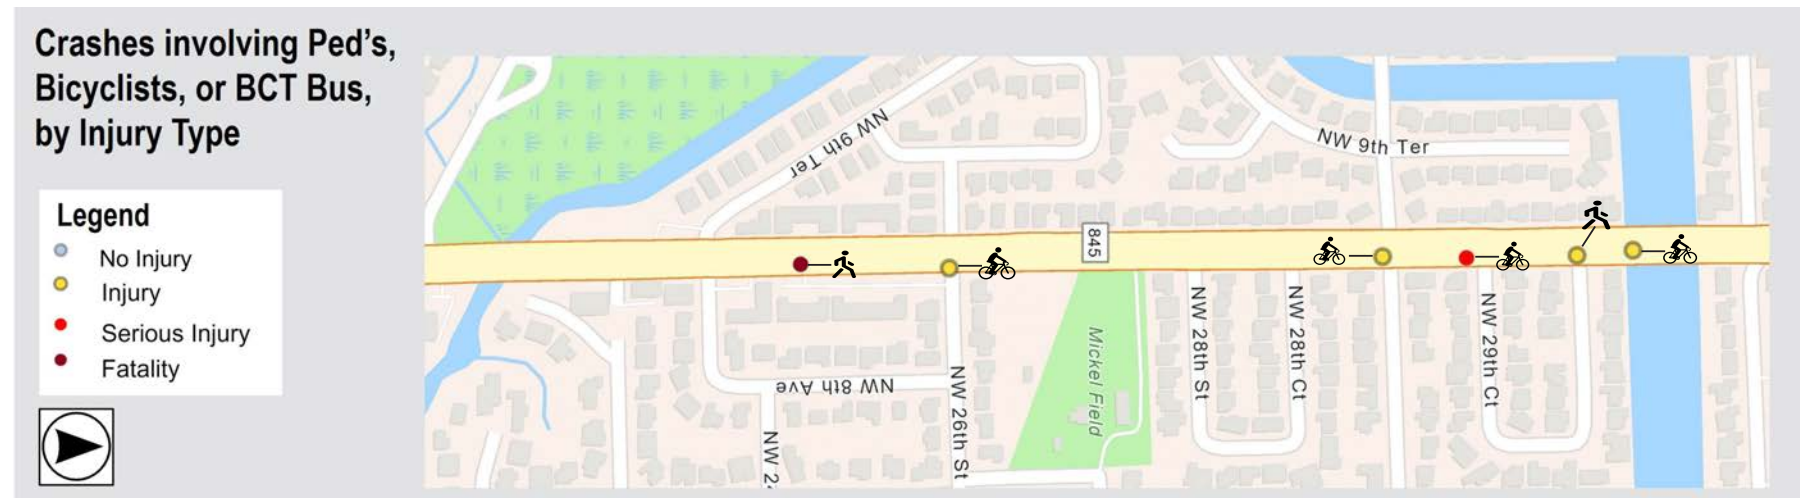 Crashes involving Ped's,
Bicyclists, or BCT Bus,
by Injury Type
Legend
No Injury
Injury
Serious Injury
Fatality
NW 9th Ter
NW 9th Ter
845
Mickel Field
NW 28th St
NW 28th Ct
NW 29th Ct
NW 8th Ave
NW 26th St
NW